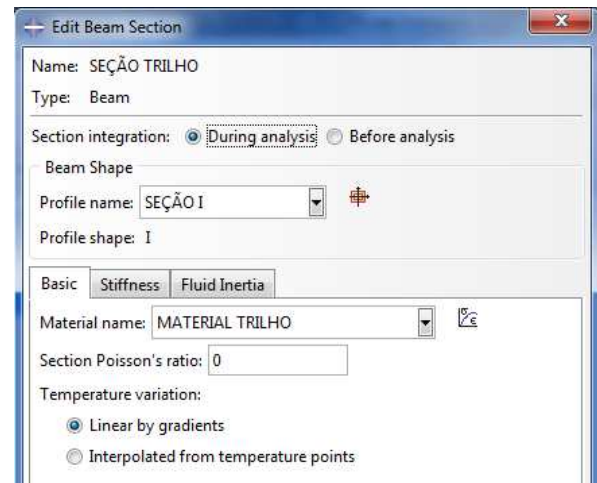 Edit Beam Section
Name: SEÇÃO TRILHO
Type: Beam
Section integration: During analysis Before analysis
Beam Shape
Profile name: SEÇÃO I
Profile shape: I
Basic Stiffness Fluid Inertia
Material name: MATERIAL TRILHO
Section Poisson's ratio: 0
Temperature variation:
Linear by gradients
Interpolated from temperature points